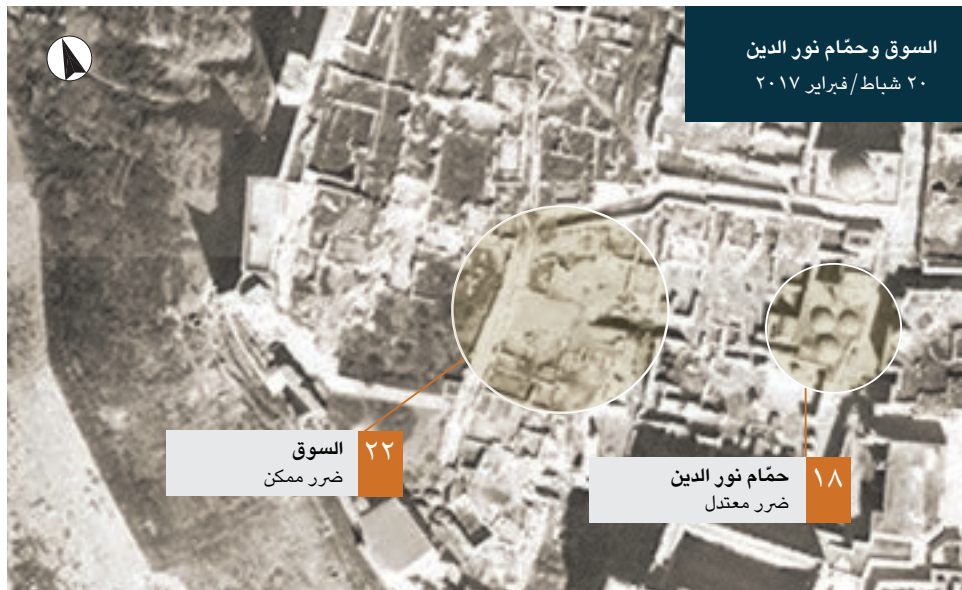 السوق وحمّام نور الدين
٢٠ شباط/فبراير ٢٠١٧
٢٢
السوق
ضرر ممكن
١٨
حمّام نور الدين
ضرر معتدل